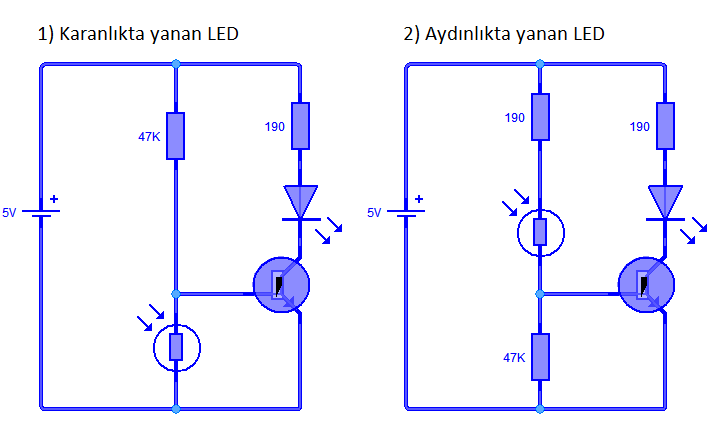 1) Karanlıkta yanan LED
2) Aydınlıkta yanan LED
47K
190
5V
+
190
190
5V
+
47K